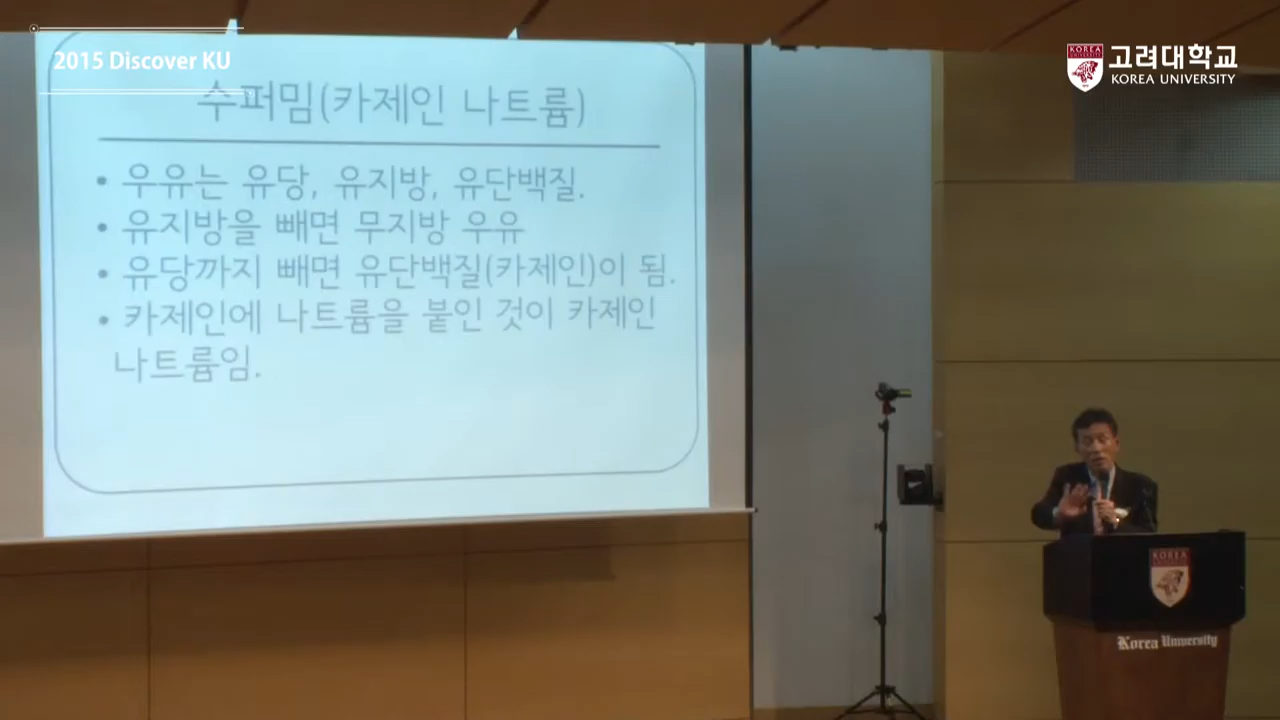 2015 Discover KU
고려대학교
KOREA UNIVERSITY
수퍼밈(카제인 나트륨)
• 우유는 유당, 유지방, 유단백질.
• 유지방을 빼면 무지방 우유
• 유당까지 빼면 유단백질(카제인)이 됨.
• 카제인에 나트륨을 붙인 것이 카제인
나트륨임.
KOREA
UNIVERSITY
KOREA
Korea University